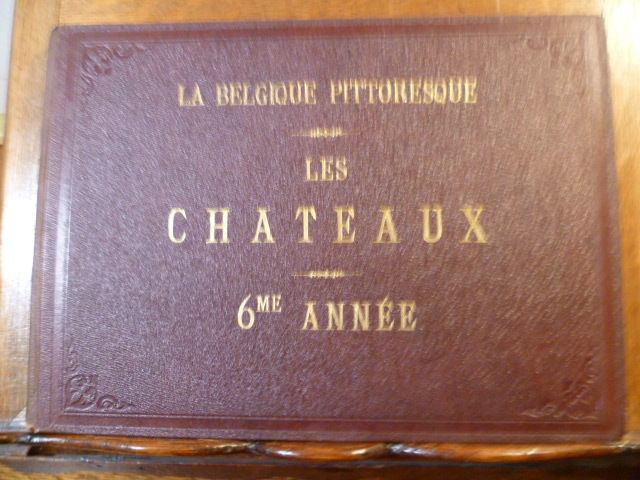 LA BELGIQUE PITTORESQUE
LES
CHATEAUX
6ME ANNÉE